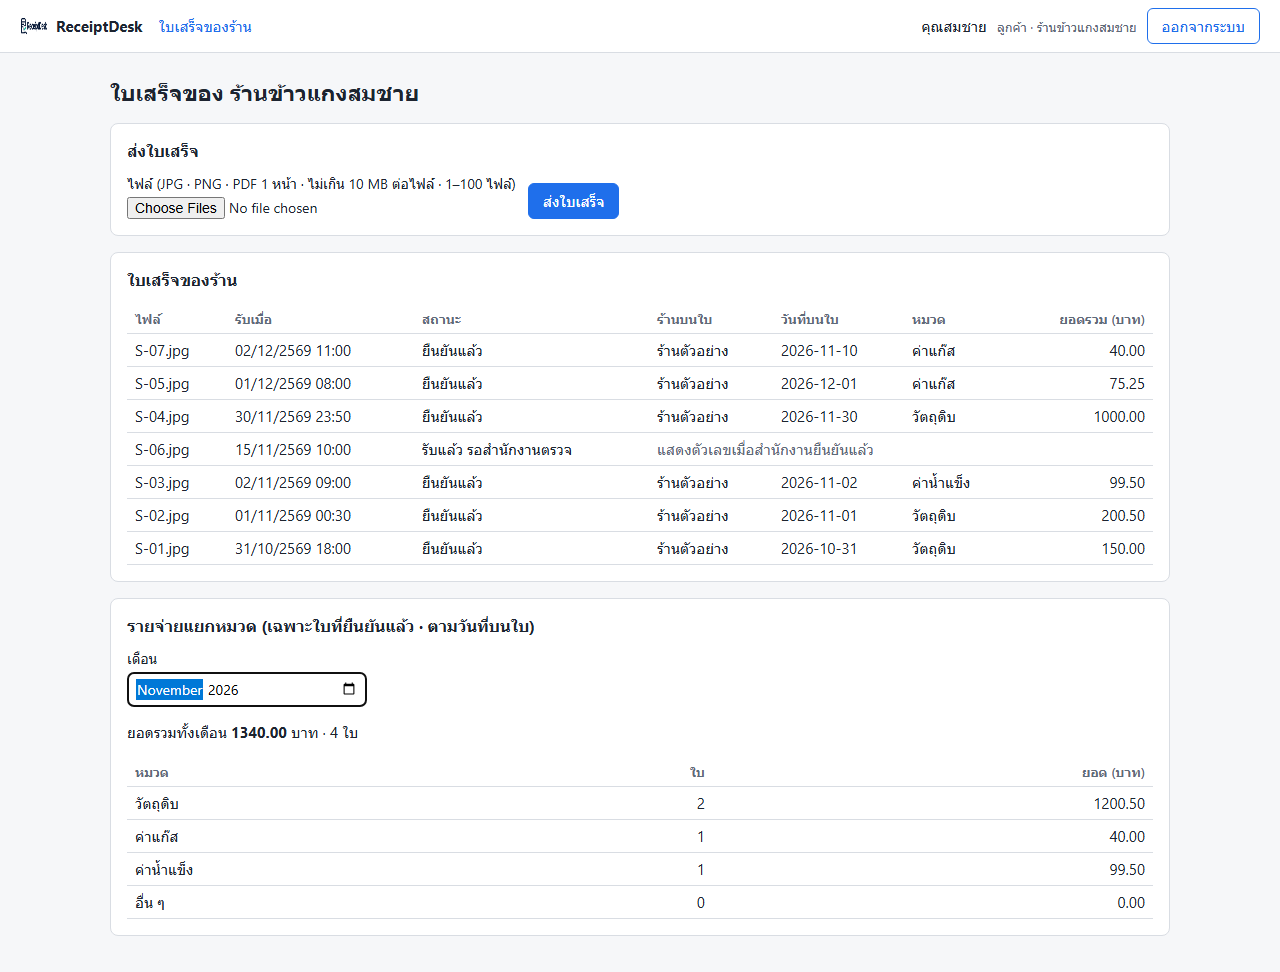 ReceiptDesk ใบเสร็จของร้าน คุณสมชาย ลูกค้า · ร้านข้าวแกงสมชาย ออกจากระบบ
ใบเสร็จของ ร้านข้าวแกงสมชาย
ส่งใบเสร็จ
ไฟล์ (JPG · PNG · PDF 1 หน้า · ไม่เกิน 10 MB ต่อไฟล์ · 1–100 ไฟล์)
Choose Files No file chosen ส่งใบเสร็จ
ใบเสร็จของร้าน
ไฟล์ รับเมื่อ สถานะ ร้านบนใบ วันที่บนใบ หมวด ยอดรวม (บาท)
S-07.jpg 02/12/2569 11:00 ยืนยันแล้ว ร้านตัวอย่าง 2026-11-10 ค่าแก๊ส 40.00
S-05.jpg 01/12/2569 08:00 ยืนยันแล้ว ร้านตัวอย่าง 2026-12-01 ค่าแก๊ส 75.25
S-04.jpg 30/11/2569 23:50 ยืนยันแล้ว ร้านตัวอย่าง 2026-11-30 วัตถุดิบ 1000.00
S-06.jpg 15/11/2569 10:00 รับแล้ว รอสำนักงานตรวจ แสดงตัวเลขเมื่อสำนักงานยืนยันแล้ว
S-03.jpg 02/11/2569 09:00 ยืนยันแล้ว ร้านตัวอย่าง 2026-11-02 ค่าน้ำแข็ง 99.50
S-02.jpg 01/11/2569 00:30 ยืนยันแล้ว ร้านตัวอย่าง 2026-11-01 วัตถุดิบ 200.50
S-01.jpg 31/10/2569 18:00 ยืนยันแล้ว ร้านตัวอย่าง 2026-10-31 วัตถุดิบ 150.00
รายจ่ายแยกหมวด (เฉพาะใบที่ยืนยันแล้ว · ตามวันที่บนใบ)
เดือน
November 2026
ยอดรวมทั้งเดือน 1340.00 บาท · 4 ใบ
หมวด ใบ ยอด (บาท)
วัตถุดิบ 2 1200.50
ค่าแก๊ส 1 40.00
ค่าน้ำแข็ง 1 99.50
อื่น ๆ 0 0.00